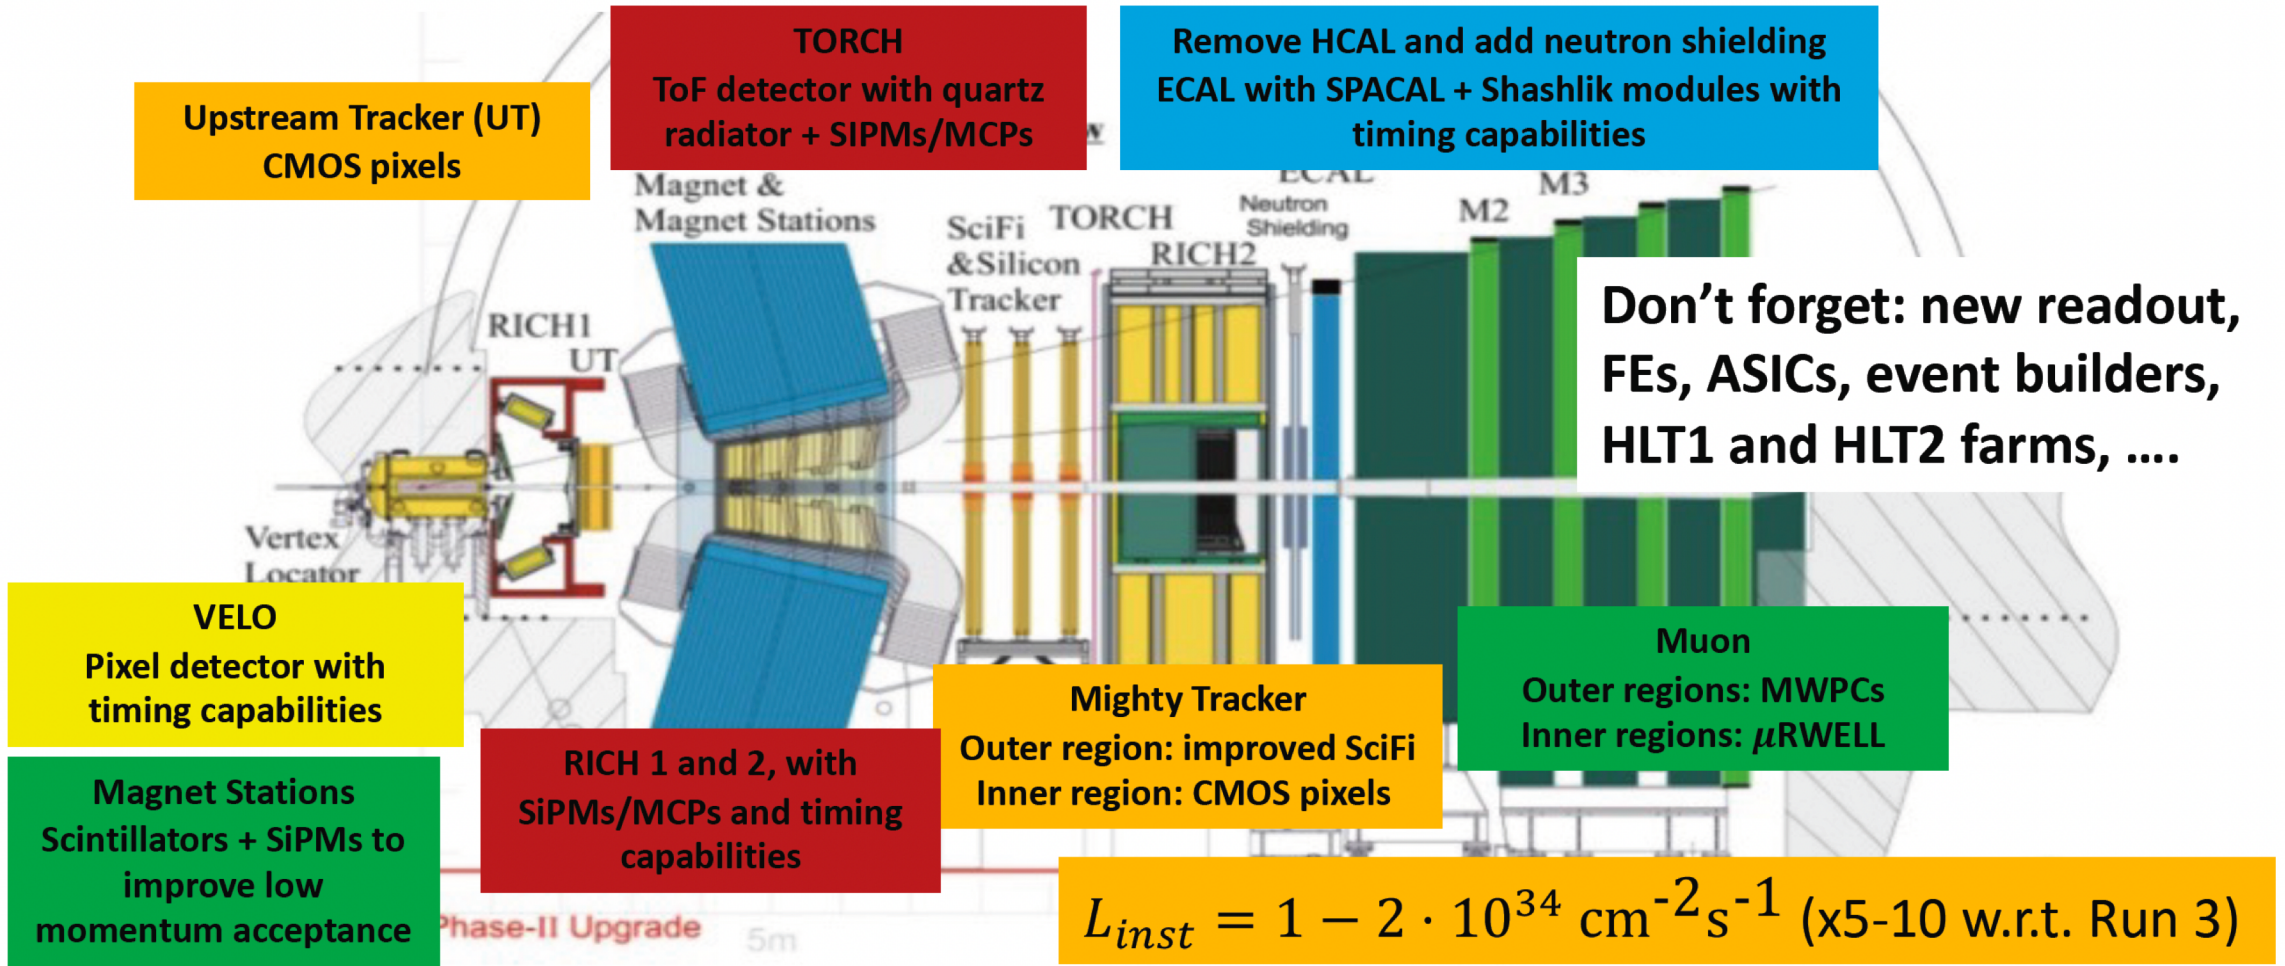 TORCH
ToF detector with quartz
radiator + SIPMs/MCPs
Remove HCAL and add neutron shielding
ECAL with SPACAL + Shashlik modules with
timing capabilities
Upstream Tracker (UT)
CMOS pixels
Magnet &
Magnet Stations
SciFi
&Silicon
Tracker
TORCH
RICH2
ECAL
Neutron
Shielding
M2
M3
RICH1
UT
Don’t forget: new readout,
FEs, ASICs, event builders,
HLT1 and HLT2 farms, ....
Vertex
Locator
VELO
Pixel detector with
timing capabilities
Magnet Stations
Scintillators + SiPMs to
improve low
momentum acceptance
RICH 1 and 2, with
SiPMs/MCPs and timing
capabilities
Mighty Tracker
Outer region: improved SciFi
Inner region: CMOS pixels
Muon
Outer regions: MWPCs
Inner regions: μRWELL
Phase-II Upgrade
5m
L_inst = 1 − 2 · 10^34 cm^-2 s^-1 (x5-10 w.r.t. Run 3)